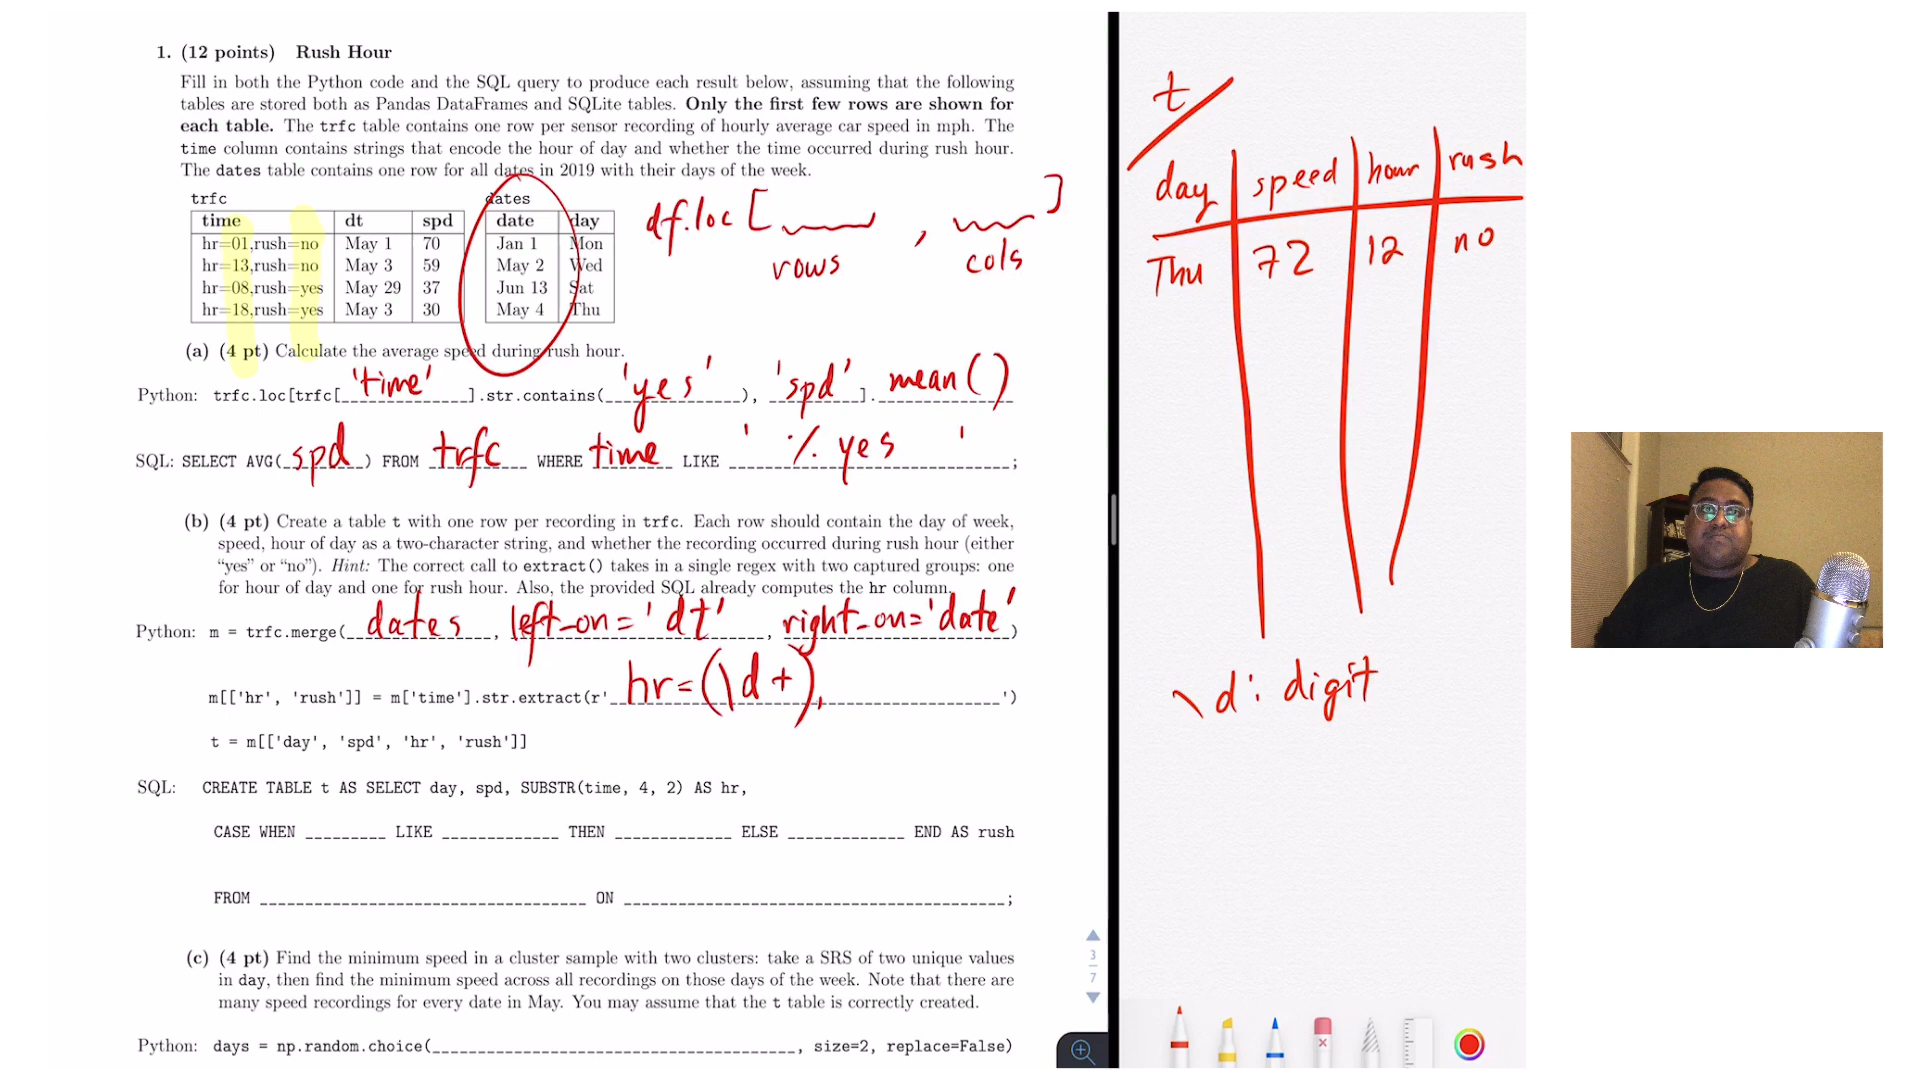 1. (12 points) Rush Hour
Fill in both the Python code and the SQL query to produce each result below, assuming that the following
tables are stored both as Pandas DataFrames and SQLite tables. Only the first few rows are shown for
each table. The trfc table contains one row per sensor recording of hourly average car speed in mph. The
time column contains strings that encode the hour of day and whether the time occurred during rush hour.
The dates table contains one row for all dates in 2019 with their days of the week.
trfc
time dt spd
hr=01,rush=no May 1 70
hr=13,rush=no May 3 59
hr=08,rush=yes May 29 37
hr=18,rush=yes May 3 30
dates
date day
Jan 1 Mon
May 2 Wed
Jun 13 Sat
May 4 Thu
df.loc [ , ]
rows cols
(a) (4 pt) Calculate the average speed during rush hour.
Python: trfc.loc[trfc['time'].str.contains('yes'), 'spd'].mean()
SQL: SELECT AVG(spd) FROM trfc WHERE time LIKE '%yes ';
(b) (4 pt) Create a table t with one row per recording in trfc. Each row should contain the day of week,
speed, hour of day as a two-character string, and whether the recording occurred during rush hour (either
“yes” or “no”). Hint: The correct call to extract() takes in a single regex with two captured groups: one
for hour of day and one for rush hour. Also, the provided SQL already computes the hr column.
Python: m = trfc.merge(dates, left_on='dt', right_on='date')
m[['hr', 'rush']] = m['time'].str.extract(r'hr=(\d+),')
t = m[['day', 'spd', 'hr', 'rush']]
SQL: CREATE TABLE t AS SELECT day, spd, SUBSTR(time, 4, 2) AS hr,
CASE WHEN _________ LIKE _____________ THEN _____________ ELSE _____________ END AS rush
FROM ____________________________________ ON __________________________________________;
(c) (4 pt) Find the minimum speed in a cluster sample with two clusters: take a SRS of two unique values
in day, then find the minimum speed across all recordings on those days of the week. Note that there are
many speed recordings for every date in May. You may assume that the t table is correctly created.
Python: days = np.random.choice(________________________________________, size=2, replace=False)
3
7
t
day speed hour rush
Thu 72 12 no
\d: digit